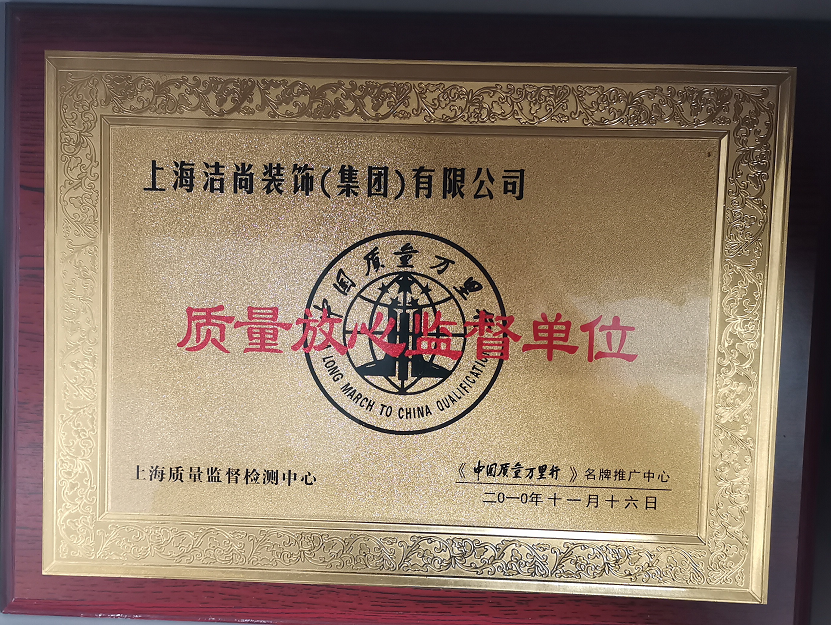 上海洁尚装饰(集团)有限公司
中国质量万里行
质量放心监督单位
LONG MARCH TO CHINA QUALIFICATION
上海质量监督检测中心
《中国质量万里行》名牌推广中心
二0一0年十一月十六日